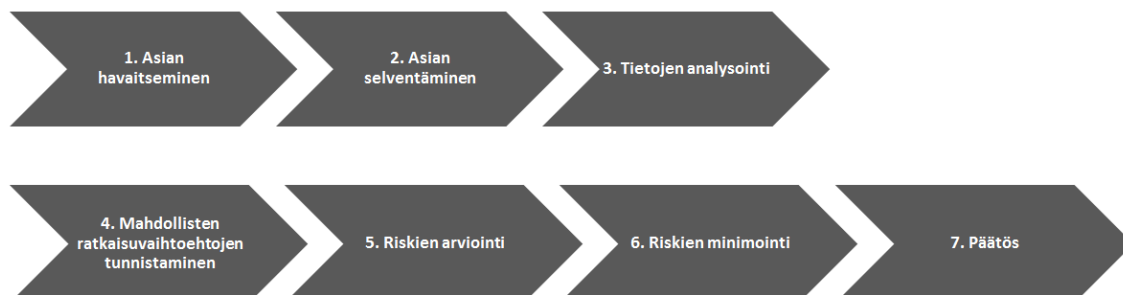 1. Asian
havaitseminen
2. Asian
selventäminen
3. Tietojen analysointi
4. Mahdollisten
ratkaisuvaihtoehtojen
tunnistaminen
5. Riskien arviointi
6. Riskien minimointi
7. Päätös